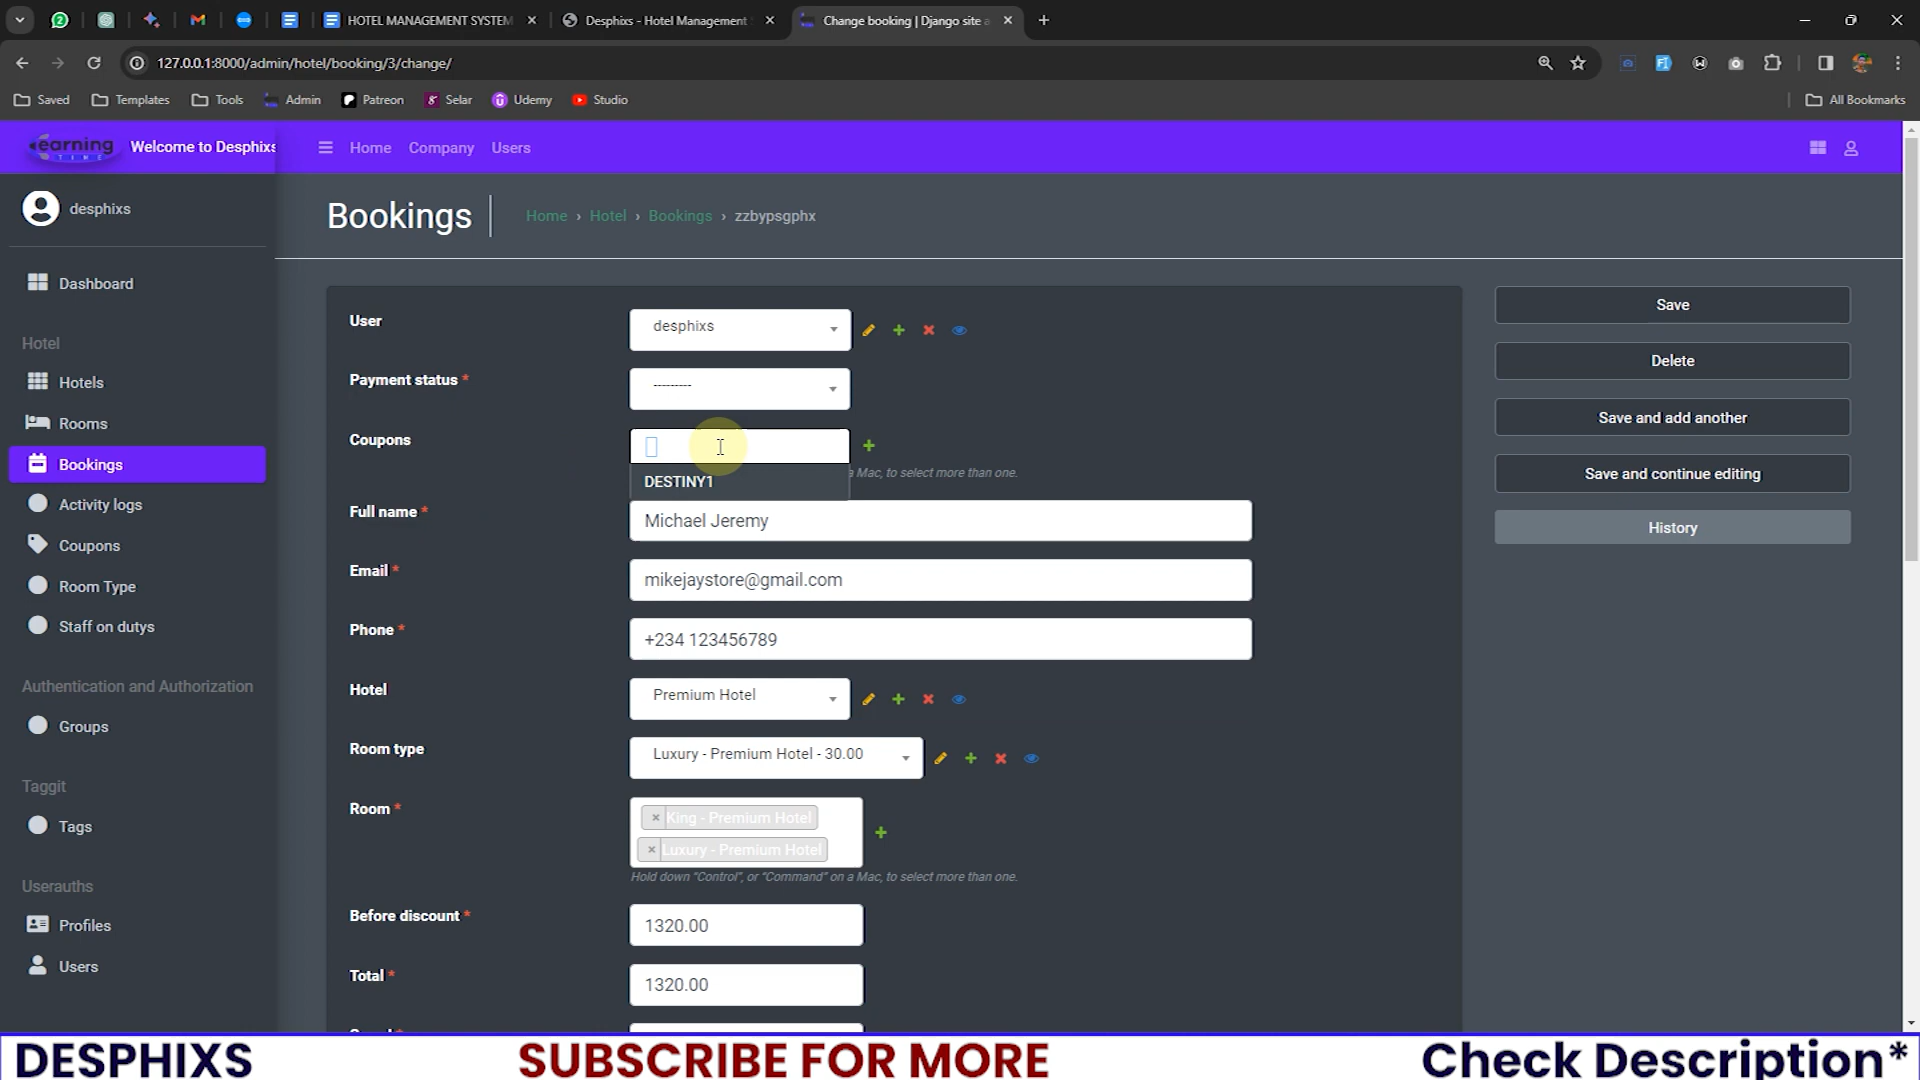 HOTEL MANAGEMENT SYSTEM
Desphixs - Hotel Management
Change booking | Django site a
127.0.0.1:8000/admin/hotel/booking/3/change/
Saved
Templates
Tools
Admin
Patreon
Selar
Udemy
Studio
All Bookmarks
earning
TIME
Welcome to Desphixs
Home
Company
Users
desphixs
Dashboard
Hotel
Hotels
Rooms
Bookings
Activity logs
Coupons
Room Type
Staff on dutys
Authentication and Authorization
Groups
Taggit
Tags
Userauths
Profiles
Users
Bookings
Home › Hotel › Bookings › zzbypsgphx
User
desphixs
Payment status *
---------
Coupons
a Mac, to select more than one.
DESTINY1
Full name *
Michael Jeremy
Email *
mikejaystore@gmail.com
Phone *
+234 123456789
Hotel
Premium Hotel
Room type
Luxury - Premium Hotel - 30.00
Room *
× King - Premium Hotel
× Luxury - Premium Hotel
Hold down “Control”, or “Command” on a Mac, to select more than one.
Before discount *
1320.00
Total *
1320.00
Save
Delete
Save and add another
Save and continue editing
History
DESPHIXS
SUBSCRIBE FOR MORE
Check Description*